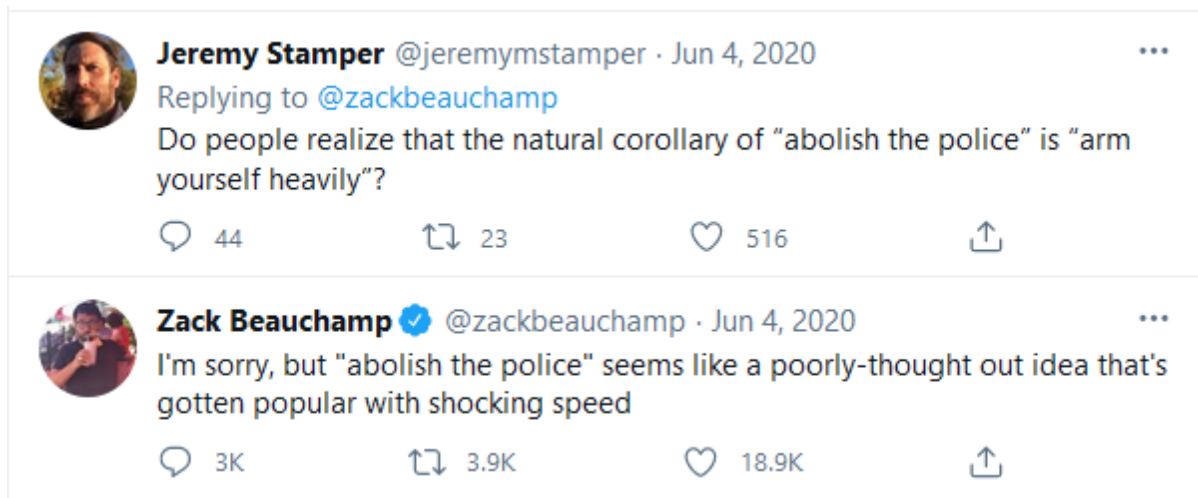 Jeremy Stamper @jeremymstamper · Jun 4, 2020
Replying to @zackbeauchamp
Do people realize that the natural corollary of “abolish the police” is “arm
yourself heavily”?
44 23 516
Zack Beauchamp @zackbeauchamp · Jun 4, 2020
I'm sorry, but "abolish the police" seems like a poorly-thought out idea that's
gotten popular with shocking speed
3K 3.9K 18.9K